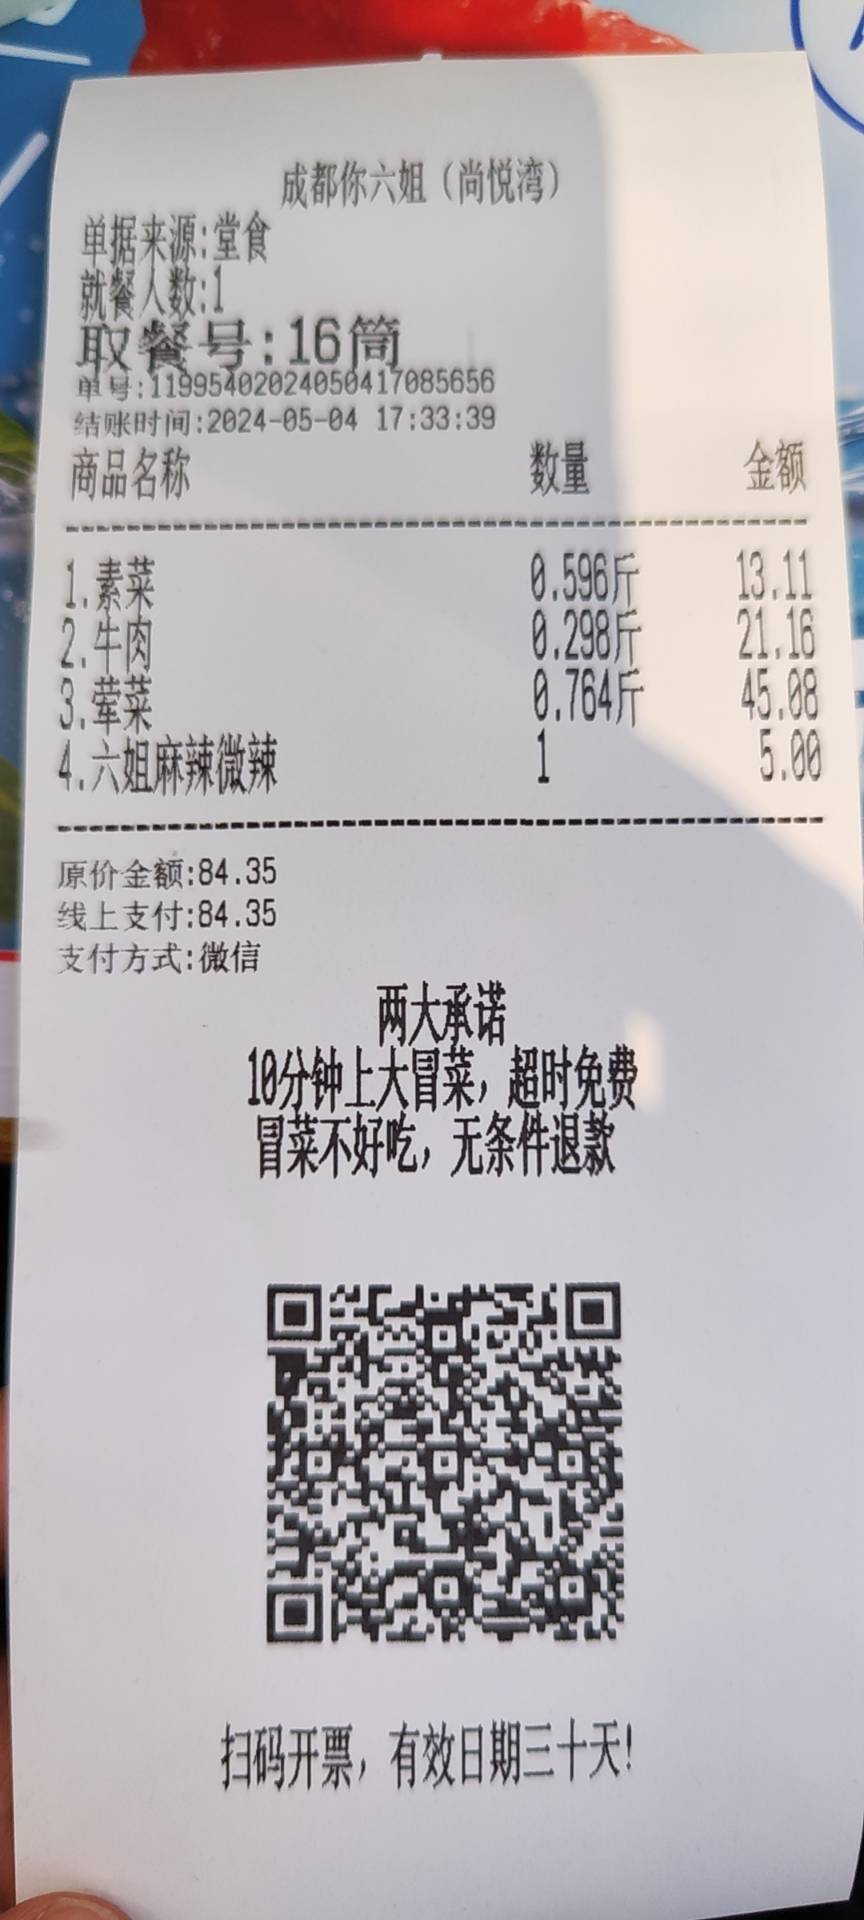 成都你六姐（尚悦湾）
单据来源:堂食
就餐人数:1
取餐号:16筒
单号:11995402024050417085656
结账时间:2024-05-04 17:33:39
商品名称 数量 金额
1.素菜 0.596斤 13.11
2.牛肉 0.298斤 21.16
3.荤菜 0.764斤 45.08
4.六姐麻辣微辣 1 5.00
原价金额:84.35
线上支付:84.35
支付方式:微信
两大承诺
10分钟上大冒菜，超时免费
冒菜不好吃，无条件退款
扫码开票，有效日期三十天!